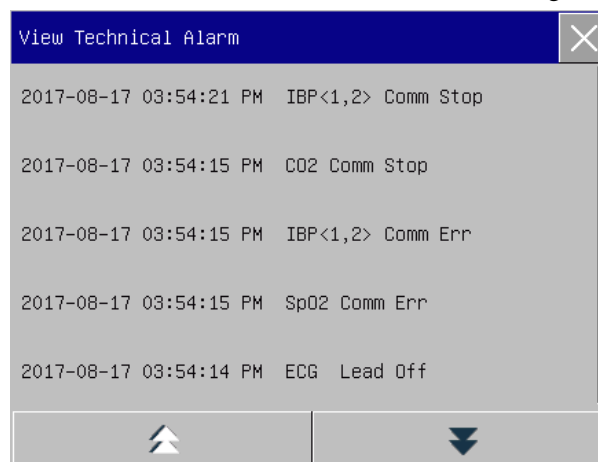 View Technical Alarm
2017-08-17 03:54:21 PM IBP<1,2> Comm Stop
2017-08-17 03:54:15 PM CO2 Comm Stop
2017-08-17 03:54:15 PM IBP<1,2> Comm Err
2017-08-17 03:54:15 PM SpO2 Comm Err
2017-08-17 03:54:14 PM ECG  Lead Off